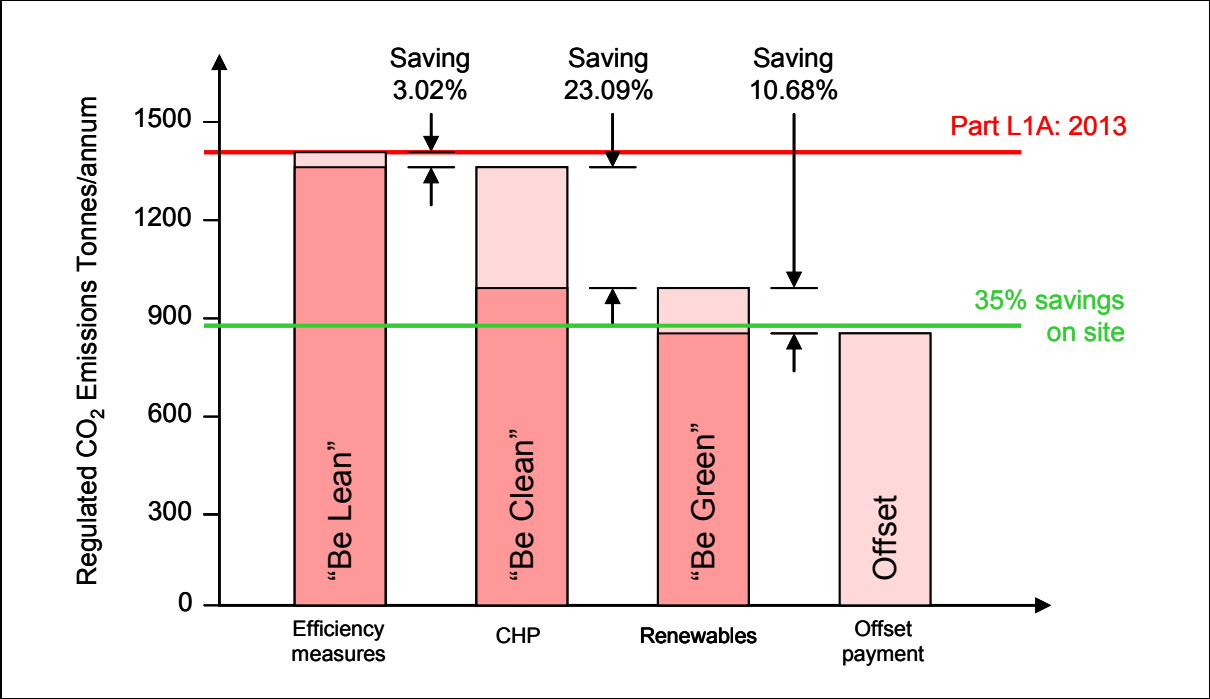 Saving
3.02%
Saving
23.09%
Saving
10.68%
Part L1A: 2013
35% savings
on site
Regulated CO₂ Emissions Tonnes/annum
1500
1200
900
600
300
0
“Be Lean”
“Be Clean”
“Be Green”
Offset
Efficiency
measures
CHP
Renewables
Offset
payment